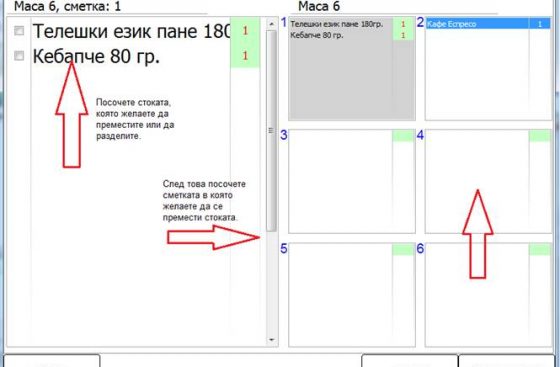 Маса 6, сметка: 1
Маса 6
Телешки език пане 180 1
Кебапче 80 гр. 1
Посочете стоката,
която желаете да
преместите или да
разделите.
След това посочете
сметката в която
желаете да се
премести стоката.
1
Телешки език пане 180гр. 1
Кебапче 80 гр. 1
2
Кафе Еспресо 1
3
4
5
6